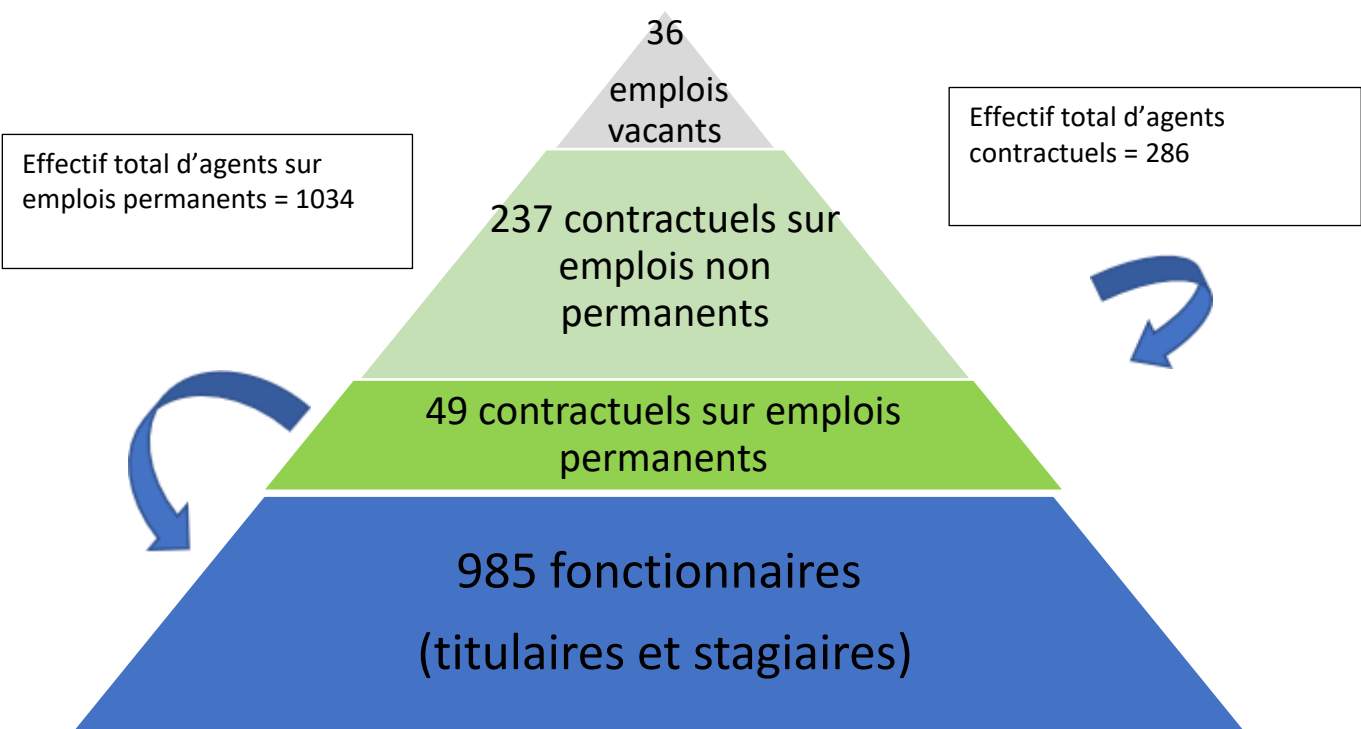 36
emplois
vacants
Effectif total d’agents sur
emplois permanents = 1034
Effectif total d’agents
contractuels = 286
237 contractuels sur
emplois non
permanents
49 contractuels sur emplois
permanents
985 fonctionnaires
(titulaires et stagiaires)